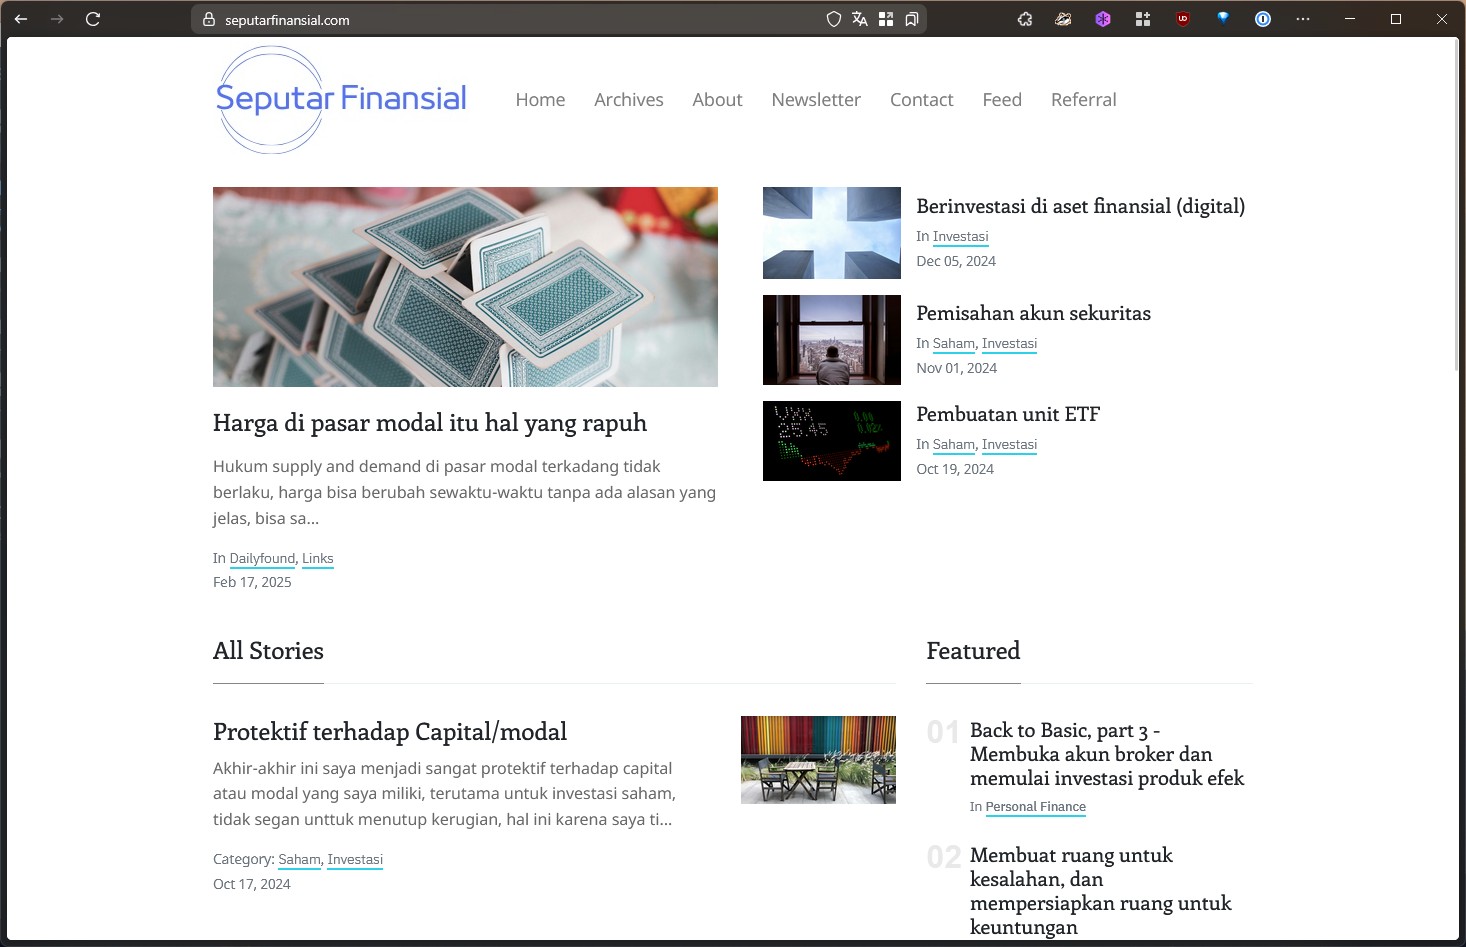 seputarfinansial.com
Seputar Finansial
Home Archives About Newsletter Contact Feed Referral
Harga di pasar modal itu hal yang rapuh
Hukum supply and demand di pasar modal terkadang tidak
berlaku, harga bisa berubah sewaktu-waktu tanpa ada alasan yang
jelas, bisa sa...
In Dailyfound, Links
Feb 17, 2025
Berinvestasi di aset finansial (digital)
In Investasi
Dec 05, 2024
Pemisahan akun sekuritas
In Saham, Investasi
Nov 01, 2024
UXX
25.45
0.00
0.02%
Pembuatan unit ETF
In Saham, Investasi
Oct 19, 2024
All Stories
Protektif terhadap Capital/modal
Akhir-akhir ini saya menjadi sangat protektif terhadap capital
atau modal yang saya miliki, terutama untuk investasi saham,
tidak segan unttuk menutup kerugian, hal ini karena saya ti...
Category: Saham, Investasi
Oct 17, 2024
Featured
01
Back to Basic, part 3 -
Membuka akun broker dan
memulai investasi produk efek
In Personal Finance
02
Membuat ruang untuk
kesalahan, dan
mempersiapkan ruang untuk
keuntungan